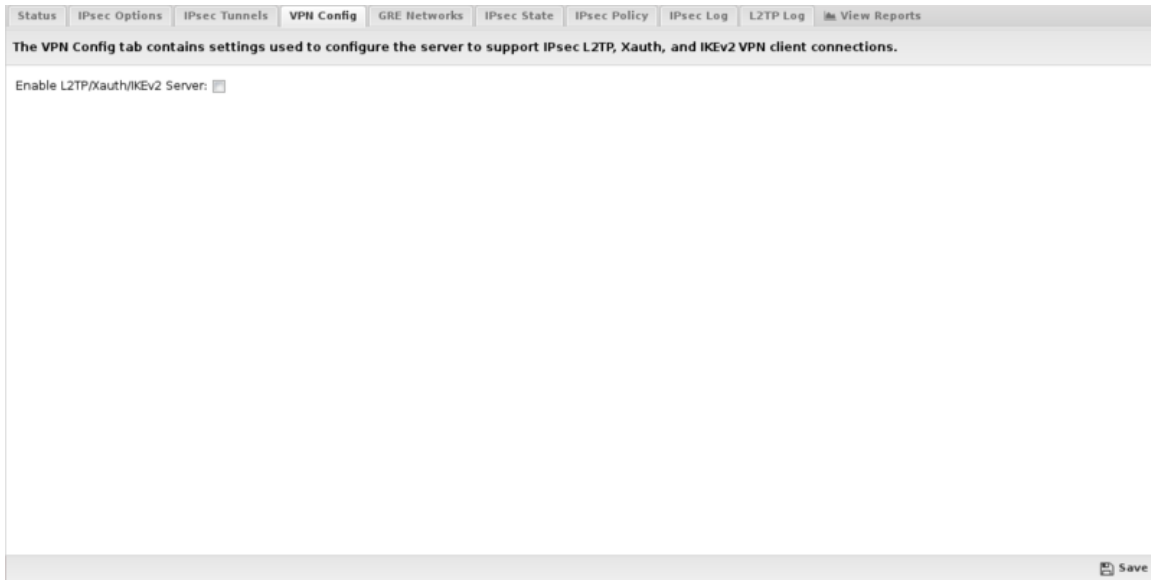 Status IPsec Options IPsec Tunnels VPN Config GRE Networks IPsec State IPsec Policy IPsec Log L2TP Log View Reports
The VPN Config tab contains settings used to configure the server to support IPsec L2TP, Xauth, and IKEv2 VPN client connections.
Enable L2TP/Xauth/IKEv2 Server:
Save